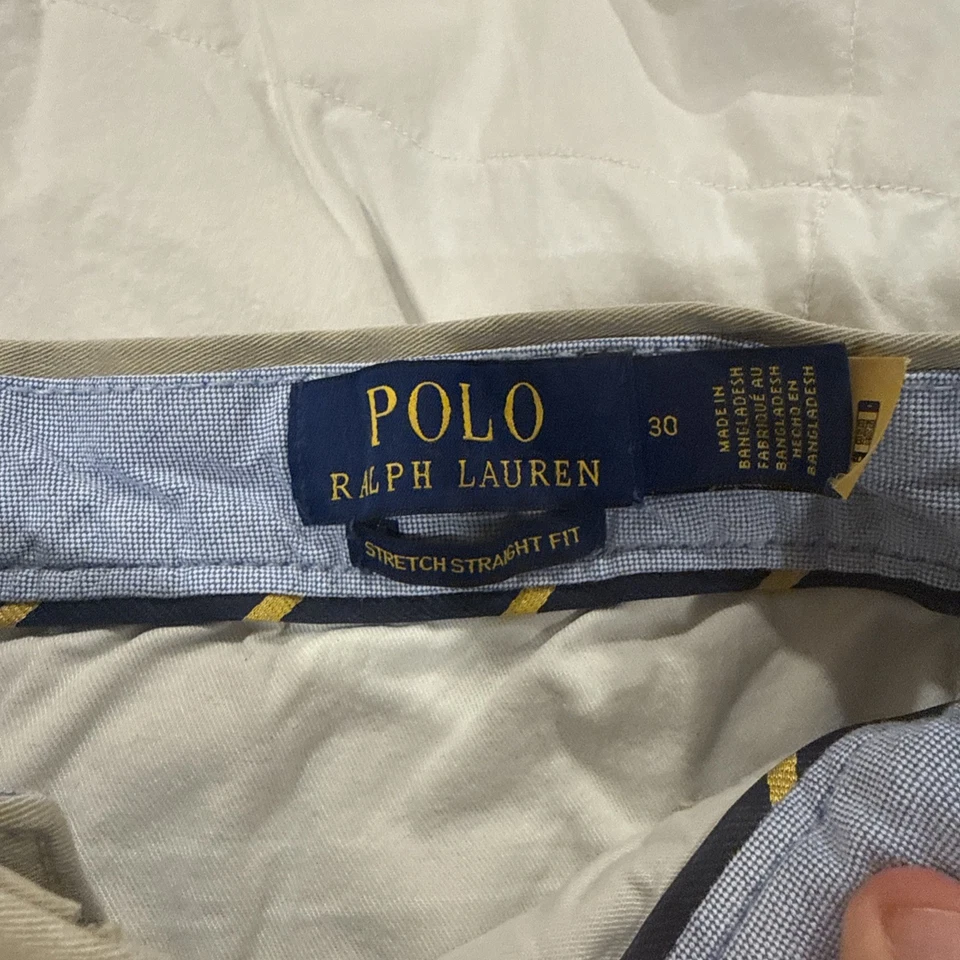 POLO
RALPH LAUREN
STRETCH STRAIGHT FIT
30
MADE IN
BANGLADESH
FABRIQUÉ AU
BANGLADESH
HECHO EN
BANGLADESH